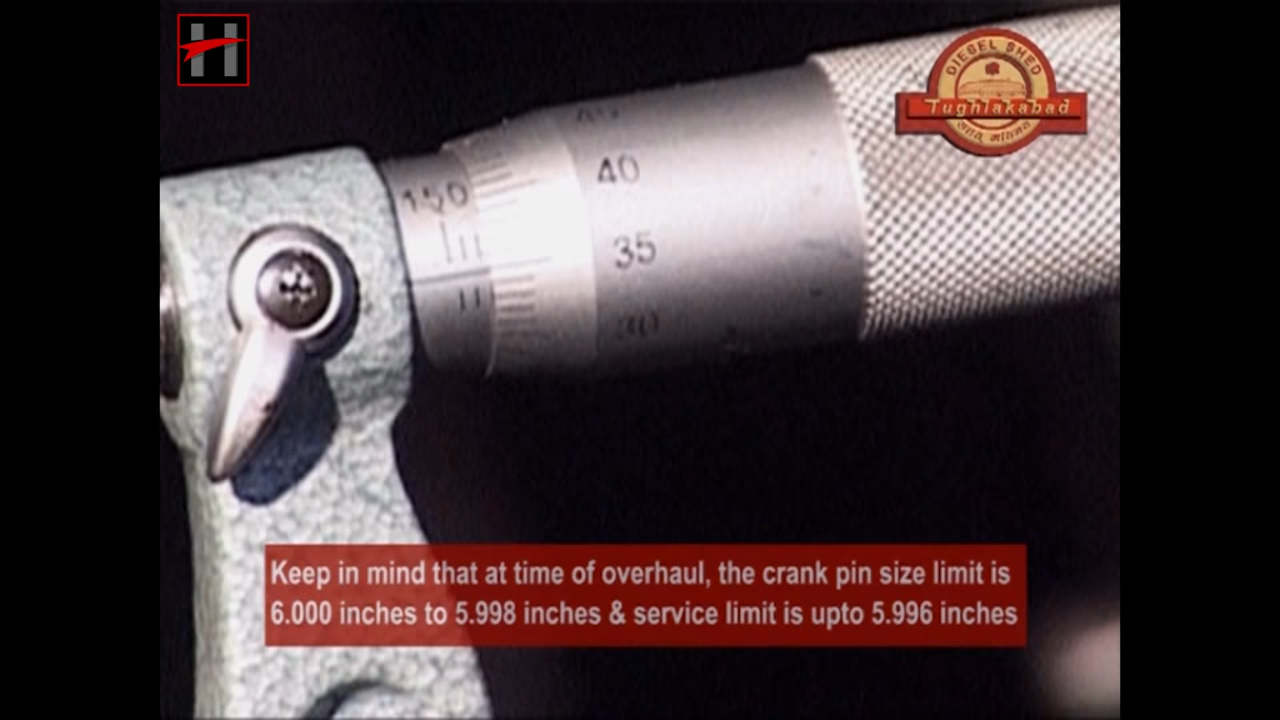 H
DIESEL SHED
Tughlakabad
150
40
35
30
Keep in mind that at time of overhaul, the crank pin size limit is
6.000 inches to 5.998 inches & service limit is upto 5.996 inches